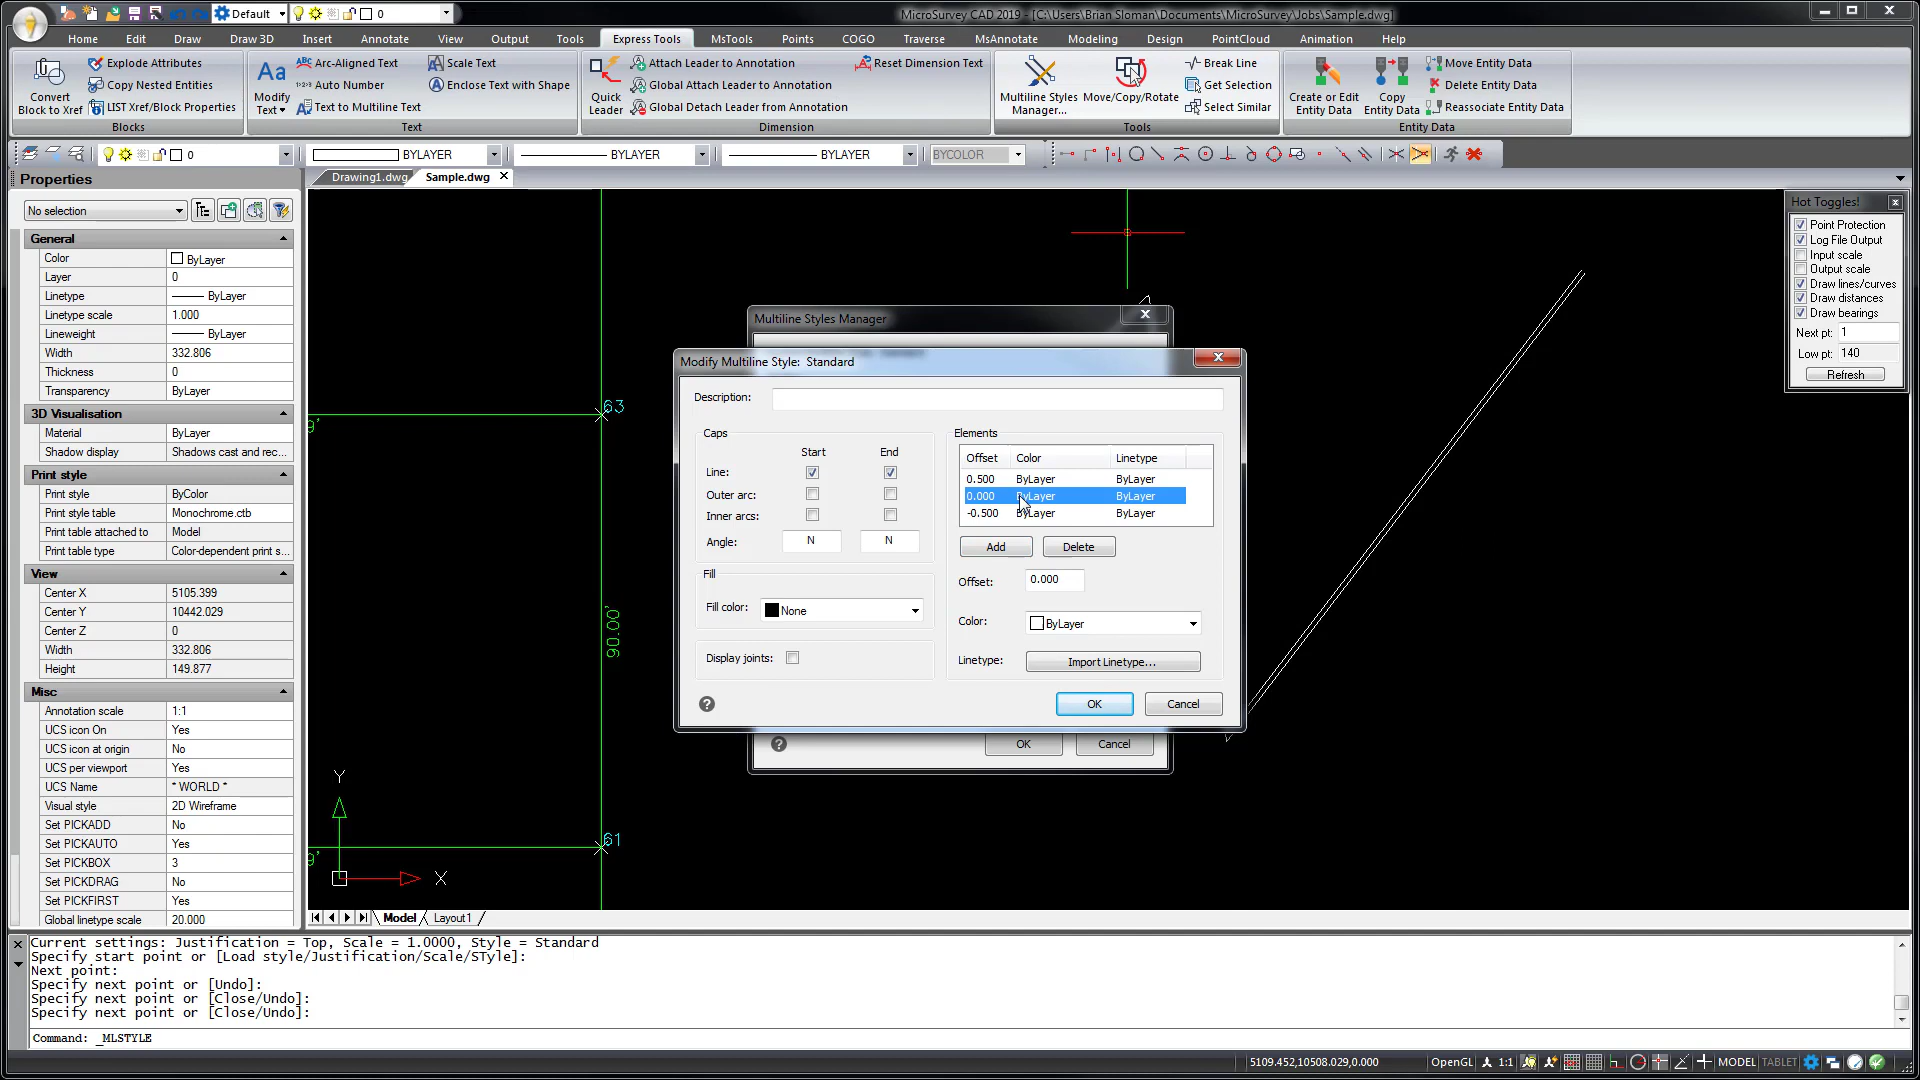 Default
0
MicroSurvey CAD 2019 - [C:\Users\Brian Sloman\Documents\MicroSurvey\Jobs\Sample.dwg]
Home Edit Draw Draw 3D Insert Annotate View Output Tools Express Tools MsTools Points COGO Traverse MsAnnotate Modeling Design PointCloud Animation Help
Convert Block to Xref
Explode Attributes
Copy Nested Entities
LIST Xref/Block Properties
Blocks
Modify Text
Arc-Aligned Text
Auto Number
Text to Multiline Text
Scale Text
Enclose Text with Shape
Text
Quick Leader
Attach Leader to Annotation
Global Attach Leader to Annotation
Global Detach Leader from Annotation
Reset Dimension Text
Dimension
Multiline Styles Manager...
Move/Copy/Rotate
Break Line
Get Selection
Select Similar
Tools
Create or Edit Entity Data
Copy Entity Data
Move Entity Data
Delete Entity Data
Reassociate Entity Data
Entity Data
0 BYLAYER BYLAYER BYLAYER BYCOLOR
Properties
Drawing1.dwg Sample.dwg
No selection
General
Color ByLayer
Layer 0
Linetype ByLayer
Linetype scale 1.000
Lineweight ByLayer
Width 332.806
Thickness 0
Transparency ByLayer
3D Visualisation
Material ByLayer
Shadow display Shadows cast and rec...
Print style
Print style ByColor
Print style table Monochrome.ctb
Print table attached to Model
Print table type Color-dependent print s...
View
Center X 5105.399
Center Y 10442.029
Center Z 0
Width 332.806
Height 149.877
Misc
Annotation scale 1:1
UCS icon On Yes
UCS icon at origin No
UCS per viewport Yes
UCS Name * WORLD *
Visual style 2D Wireframe
Set PICKADD No
Set PICKAUTO Yes
Set PICKBOX 3
Set PICKDRAG No
Set PICKFIRST Yes
Global linetype scale 20.000
63
9'
90.00'
61
9'
Y
X
Multiline Styles Manager
Modify Multiline Style: Standard
Description:
Caps
Start End
Line:
Outer arc:
Inner arcs:
Angle: N N
Fill
Fill color: None
Display joints:
Elements
Offset Color Linetype
0.500 ByLayer ByLayer
0.000 ByLayer ByLayer
-0.500 ByLayer ByLayer
Add Delete
Offset: 0.000
Color: ByLayer
Linetype: Import Linetype...
OK Cancel
OK Cancel
Hot Toggles!
Point Protection
Log File Output
Input scale
Output scale
Draw lines/curves
Draw distances
Draw bearings
Next pt: 1
Low pt: 140
Refresh
Model Layout1
Current settings: Justification = Top, Scale = 1.0000, Style = Standard
Specify start point or [Load style/Justification/Scale/STyle]:
Next point:
Specify next point or [Undo]:
Specify next point or [Close/Undo]:
Specify next point or [Close/Undo]:
Command: _MLSTYLE
5109.452,10508.029,0.000 OpenGL 1:1 MODEL TABLET